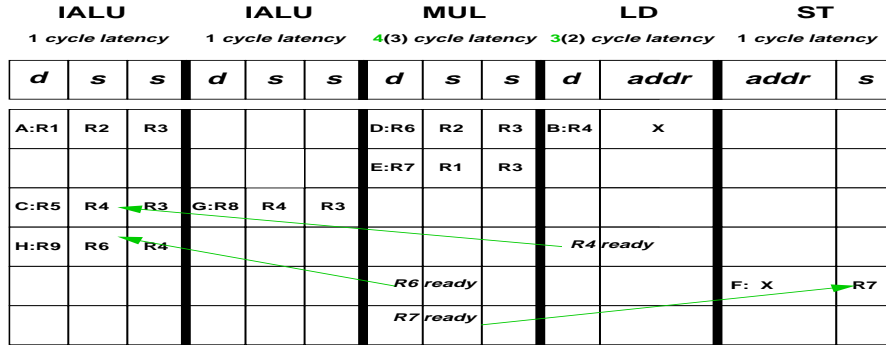 IALU IALU MUL LD ST
1 cycle latency 1 cycle latency 4(3) cycle latency 3(2) cycle latency 1 cycle latency
d s s d s s d s s d addr addr s
A:R1 R2 R3 D:R6 R2 R3 B:R4 X
E:R7 R1 R3
C:R5 R4 R3 G:R8 R4 R3
H:R9 R6 R4 R4 ready
R6 ready F: X R7
R7 ready